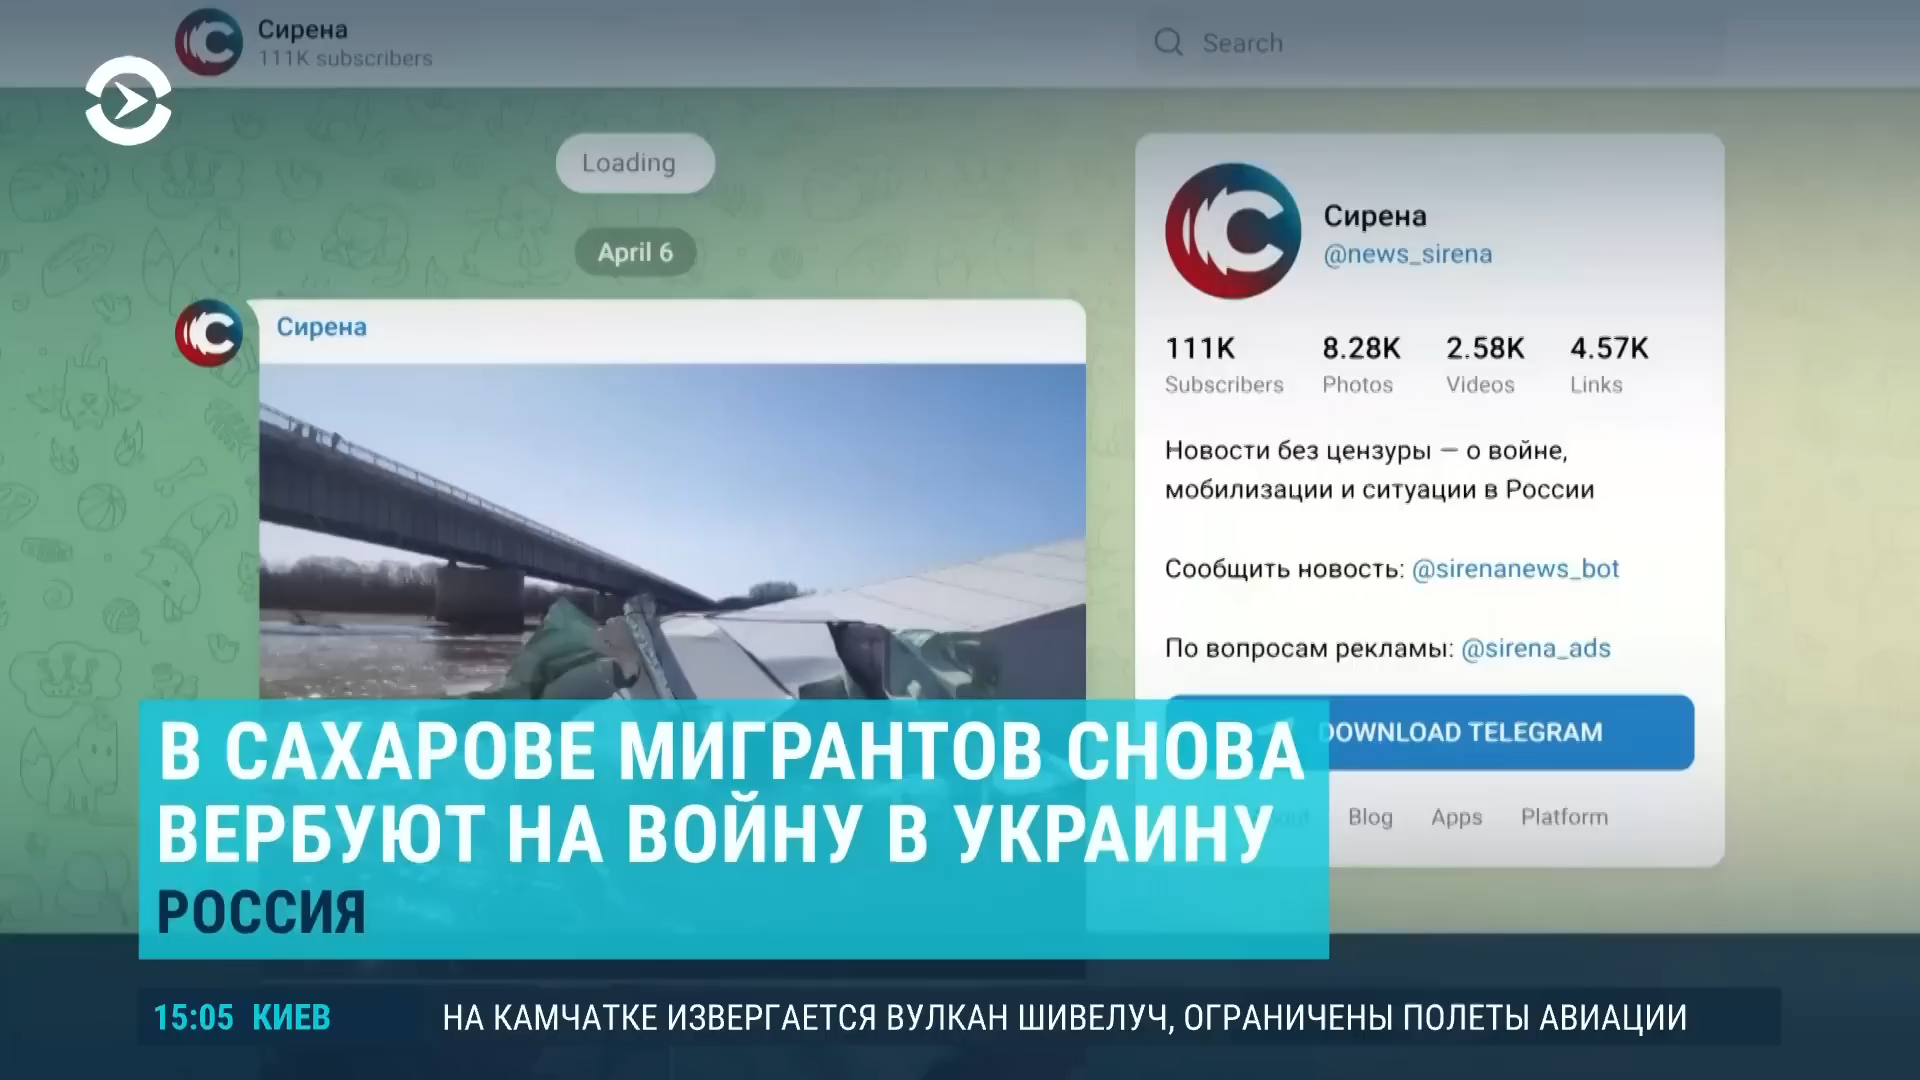 Сирена
111K subscribers
Search
Loading
April 6
Сирена
Сирена
@news_sirena
111K 8.28K 2.58K 4.57K
Subscribers Photos Videos Links
Новости без цензуры — о войне,
мобилизации и ситуации в России
Сообщить новость: @sirenanews_bot
По вопросам рекламы: @sirena_ads
DOWNLOAD TELEGRAM
Blog Apps Platform
В САХАРОВЕ МИГРАНТОВ СНОВА
ВЕРБУЮТ НА ВОЙНУ В УКРАИНУ
РОССИЯ
15:05 КИЕВ
НА КАМЧАТКЕ ИЗВЕРГАЕТСЯ ВУЛКАН ШИВЕЛУЧ, ОГРАНИЧЕНЫ ПОЛЕТЫ АВИАЦИИ